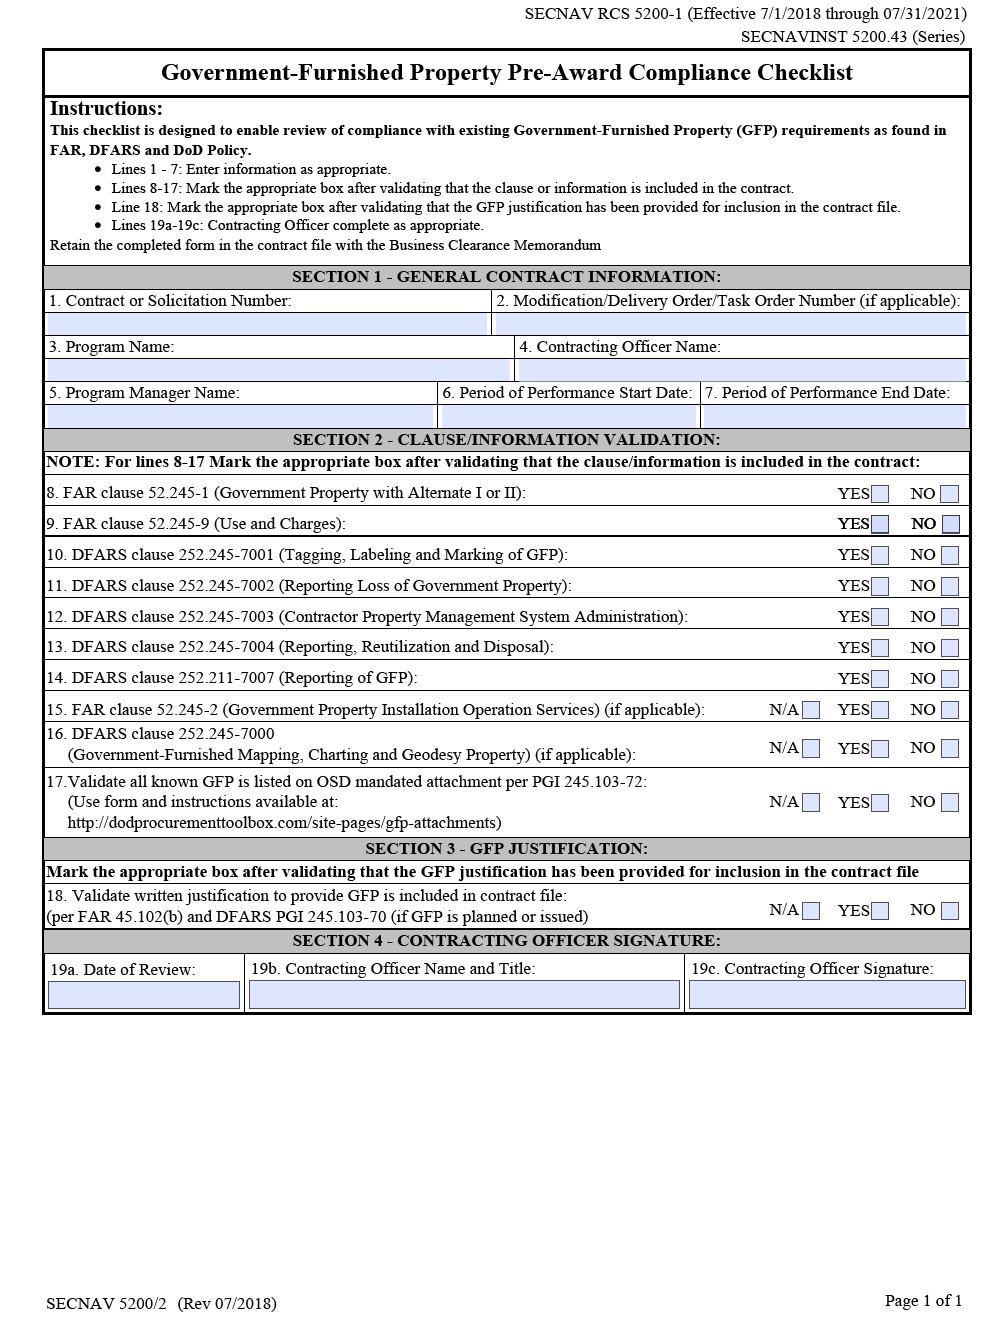 SECNAV RCS 5200-1 (Effective 7/1/2018 through 07/31/2021)
SECNAVINST 5200.43 (Series)
Government-Furnished Property Pre-Award Compliance Checklist
Instructions:
This checklist is designed to enable review of compliance with existing Government-Furnished Property (GFP) requirements as found in
FAR, DFARS and DoD Policy.
• Lines 1 - 7: Enter information as appropriate.
• Lines 8-17: Mark the appropriate box after validating that the clause or information is included in the contract.
• Line 18: Mark the appropriate box after validating that the GFP justification has been provided for inclusion in the contract file.
• Lines 19a-19c: Contracting Officer complete as appropriate.
Retain the completed form in the contract file with the Business Clearance Memorandum
SECTION 1 - GENERAL CONTRACT INFORMATION:
1. Contract or Solicitation Number: 2. Modification/Delivery Order/Task Order Number (if applicable):
3. Program Name: 4. Contracting Officer Name:
5. Program Manager Name: 6. Period of Performance Start Date: 7. Period of Performance End Date:
SECTION 2 - CLAUSE/INFORMATION VALIDATION:
NOTE: For lines 8-17 Mark the appropriate box after validating that the clause/information is included in the contract:
8. FAR clause 52.245-1 (Government Property with Alternate I or II): YES NO
9. FAR clause 52.245-9 (Use and Charges): YES NO
10. DFARS clause 252.245-7001 (Tagging, Labeling and Marking of GFP): YES NO
11. DFARS clause 252.245-7002 (Reporting Loss of Government Property): YES NO
12. DFARS clause 252.245-7003 (Contractor Property Management System Administration): YES NO
13. DFARS clause 252.245-7004 (Reporting, Reutilization and Disposal): YES NO
14. DFARS clause 252.211-7007 (Reporting of GFP): YES NO
15. FAR clause 52.245-2 (Government Property Installation Operation Services) (if applicable): N/A YES NO
16. DFARS clause 252.245-7000
(Government-Furnished Mapping, Charting and Geodesy Property) (if applicable): N/A YES NO
17.Validate all known GFP is listed on OSD mandated attachment per PGI 245.103-72:
(Use form and instructions available at: N/A YES NO
http://dodprocurementtoolbox.com/site-pages/gfp-attachments)
SECTION 3 - GFP JUSTIFICATION:
Mark the appropriate box after validating that the GFP justification has been provided for inclusion in the contract file
18. Validate written justification to provide GFP is included in contract file:
(per FAR 45.102(b) and DFARS PGI 245.103-70 (if GFP is planned or issued) N/A YES NO
SECTION 4 - CONTRACTING OFFICER SIGNATURE:
19a. Date of Review: 19b. Contracting Officer Name and Title: 19c. Contracting Officer Signature:
SECNAV 5200/2 (Rev 07/2018) Page 1 of 1